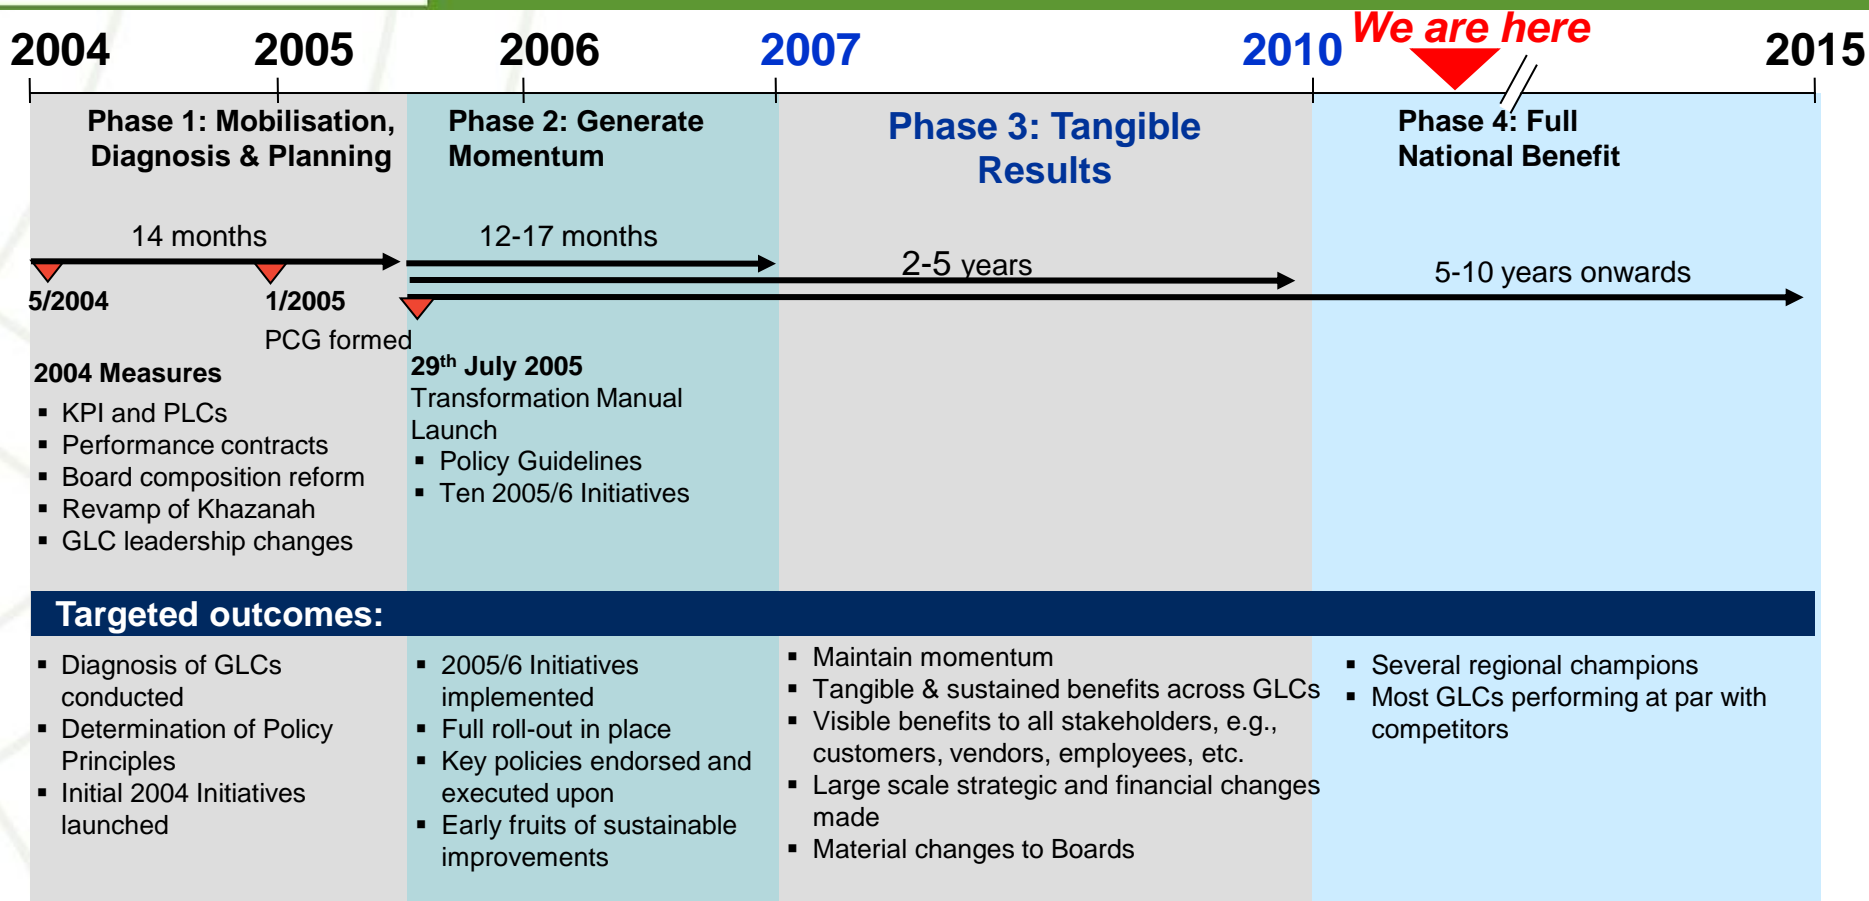 We are here
2004 2005 2006 2007 2010 2015
Phase 1: Mobilisation,
Diagnosis & Planning
Phase 2: Generate
Momentum
Phase 3: Tangible
Results
Phase 4: Full
National Benefit
14 months
12-17 months
2-5 years
5-10 years onwards
5/2004
1/2005
PCG formed
2004 Measures
▪ KPI and PLCs
▪ Performance contracts
▪ Board composition reform
▪ Revamp of Khazanah
▪ GLC leadership changes
29th July 2005
Transformation Manual
Launch
▪ Policy Guidelines
▪ Ten 2005/6 Initiatives
Targeted outcomes:
▪ Diagnosis of GLCs
conducted
▪ Determination of Policy
Principles
▪ Initial 2004 Initiatives
launched
▪ 2005/6 Initiatives
implemented
▪ Full roll-out in place
▪ Key policies endorsed and
executed upon
▪ Early fruits of sustainable
improvements
▪ Maintain momentum
▪ Tangible & sustained benefits across GLCs
▪ Visible benefits to all stakeholders, e.g.,
customers, vendors, employees, etc.
▪ Large scale strategic and financial changes
made
▪ Material changes to Boards
▪ Several regional champions
▪ Most GLCs performing at par with
competitors